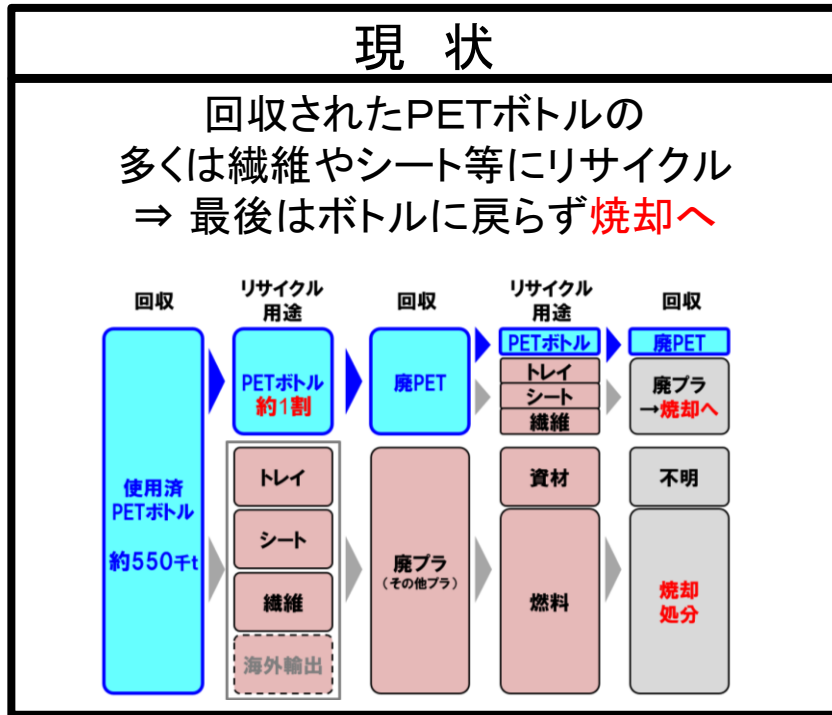 現 状
回収されたPETボトルの
多くは繊維やシート等にリサイクル
⇒ 最後はボトルに戻らず焼却へ
回収
リサイクル
用途
回収
リサイクル
用途
回収
使用済
PETボトル
約550千t
PETボトル
約1割
トレイ
シート
繊維
海外輸出
廃PET
廃プラ
(その他プラ)
PETボトル
トレイ
シート
繊維
資材
燃料
廃PET
廃プラ
→焼却へ
不明
焼却
処分